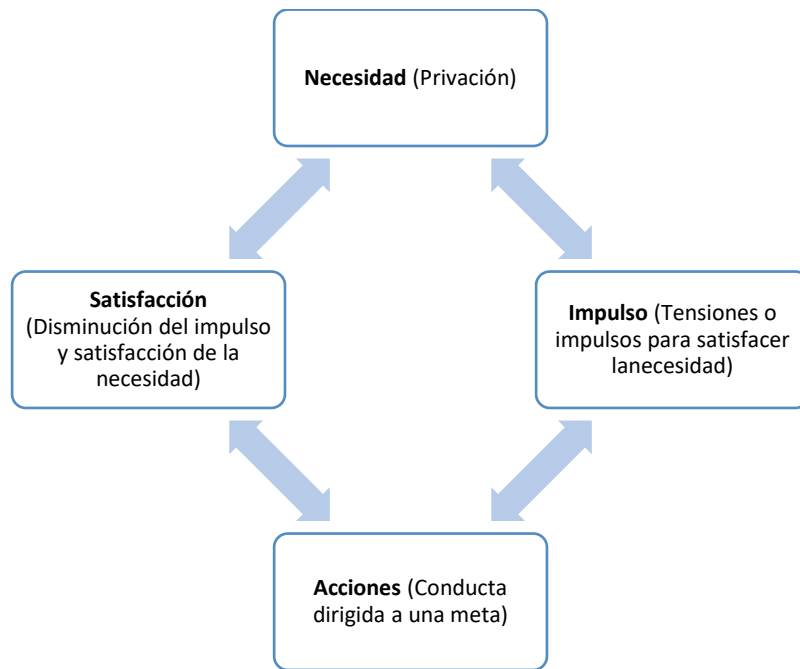 Necesidad (Privación)
Satisfacción
(Disminución del impulso
y satisfacción de la
necesidad)
Impulso (Tensiones o
impulsos para satisfacer
lanecesidad)
Acciones (Conducta
dirigida a una meta)